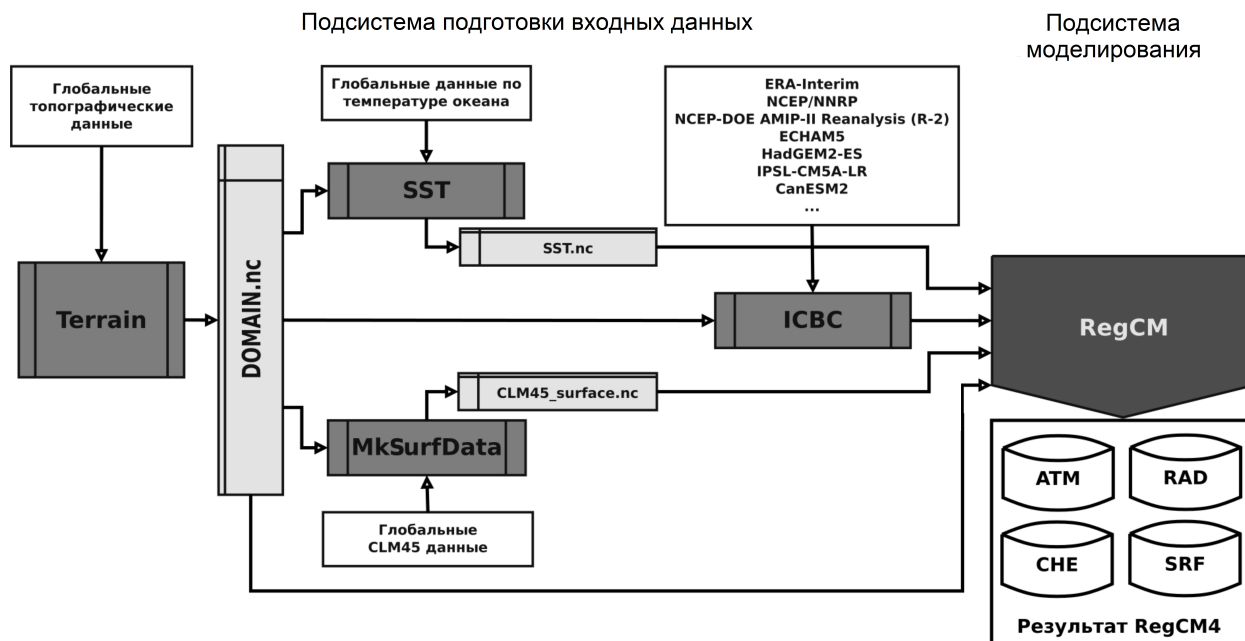 Подсистема подготовки входных данных
Подсистема
моделирования
Глобальные
топографические
данные
Глобальные данные по
температуре океана
ERA-Interim
NCEP/NNRP
NCEP-DOE AMIP-II Reanalysis (R-2)
ECHAM5
HadGEM2-ES
IPSL-CM5A-LR
CanESM2
...
SST
SST.nc
DOMAIN.nc
Terrain
ICBC
RegCM
CLM45_surface.nc
MkSurfData
Глобальные
CLM45 данные
ATM
RAD
CHE
SRF
Результат RegCM4